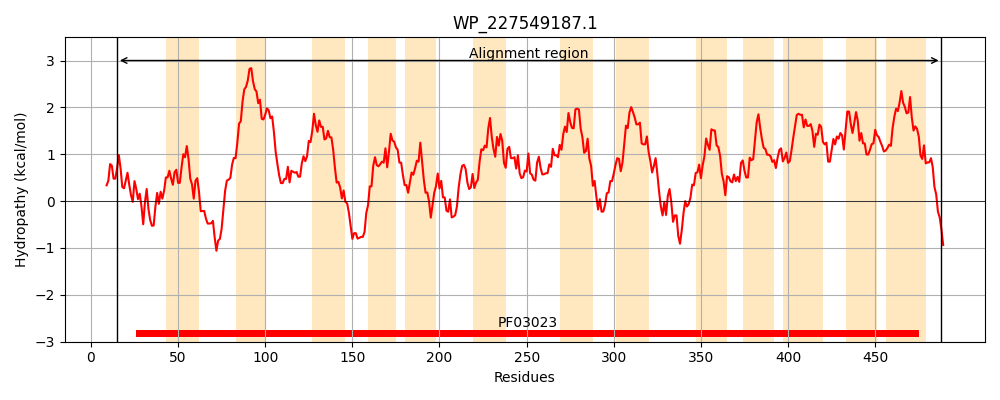 WP_227549187.1
Hydropathy (kcal/mol)
3
2
1
0
−1
−2
−3
Alignment region
PF03023
0 50 100 150 200 250 300 350 400 450
Residues